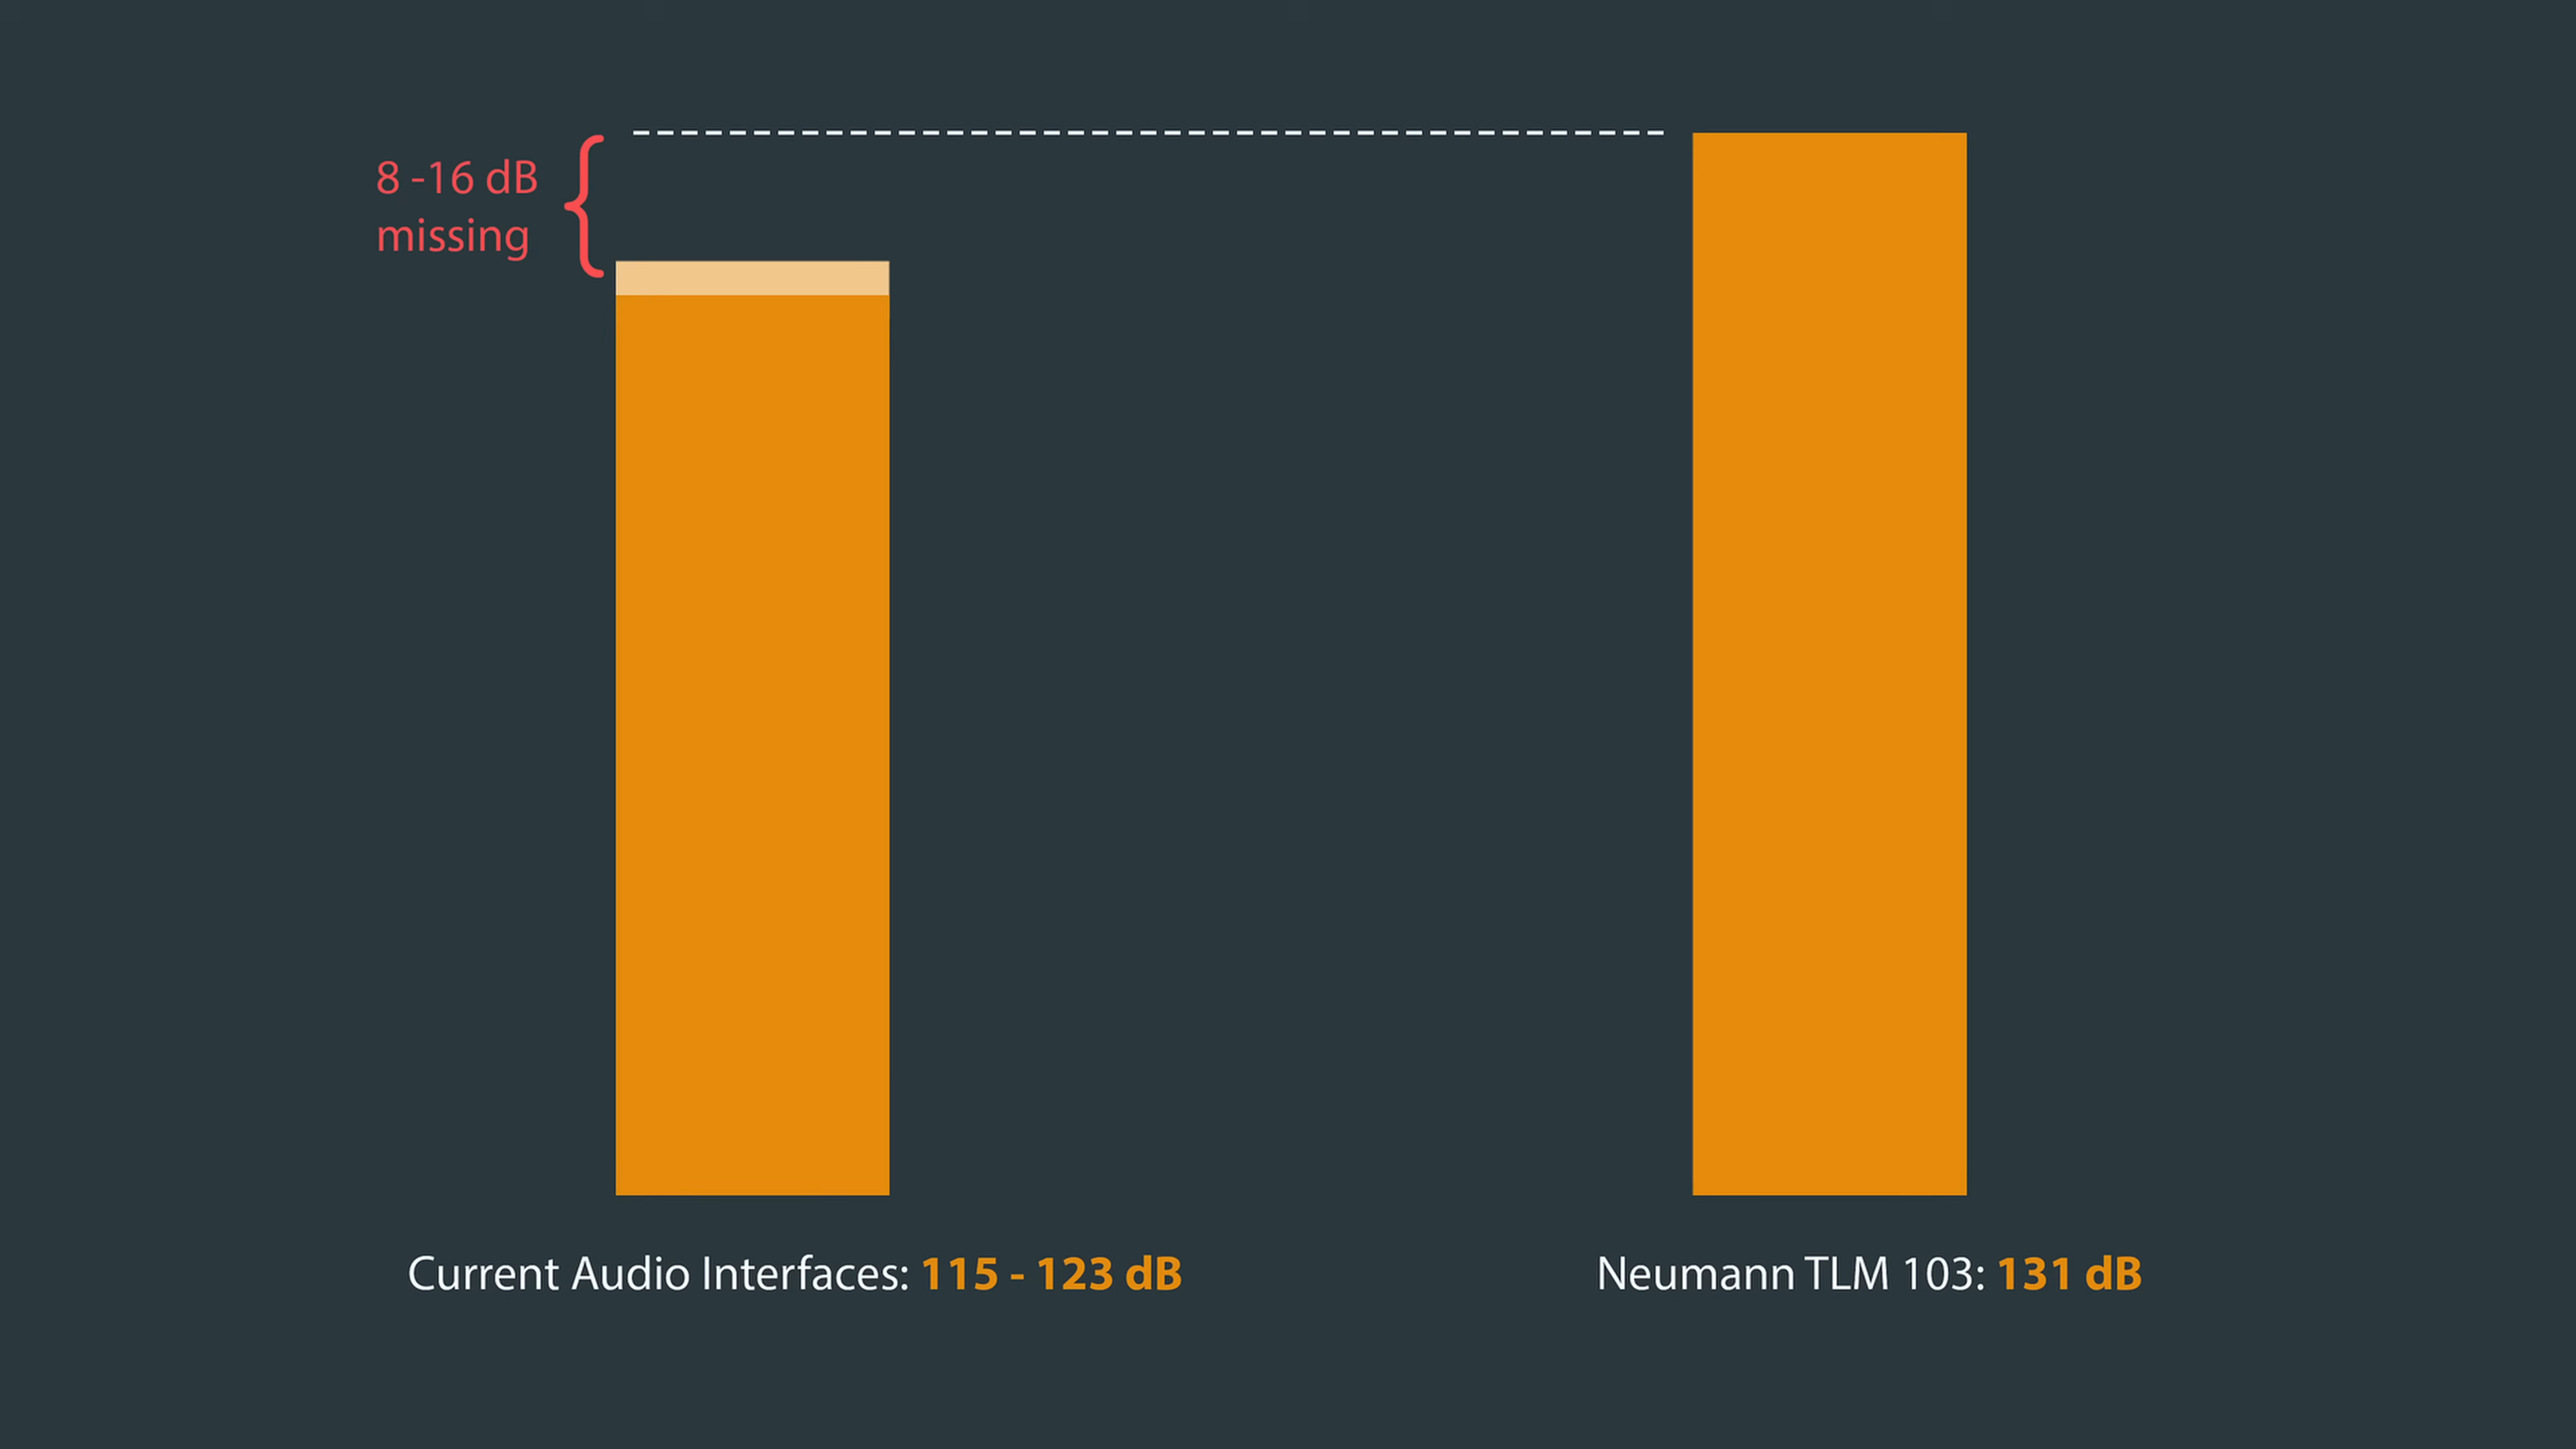 8 -16 dB
missing
Current Audio Interfaces: 115 - 123 dB
Neumann TLM 103: 131 dB